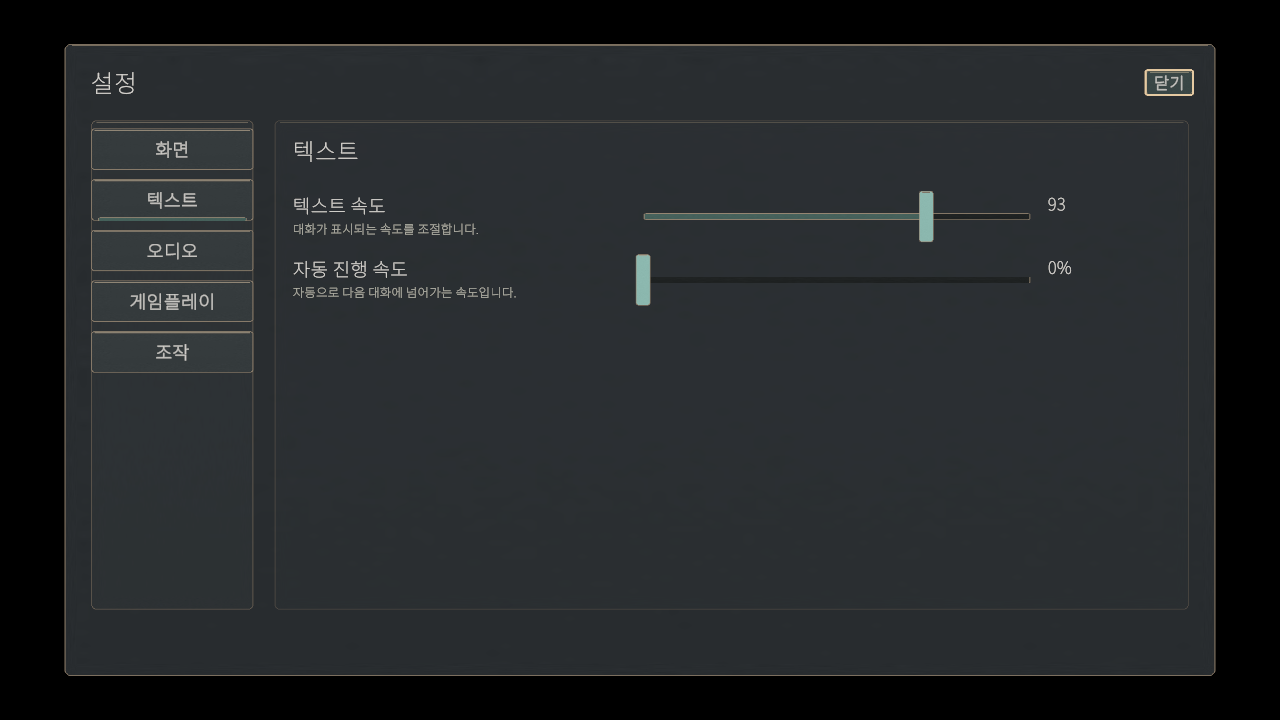 설정
닫기
화면
텍스트
오디오
게임플레이
조작
텍스트
텍스트 속도
93
대화가 표시되는 속도를 조절합니다.
자동 진행 속도
0%
자동으로 다음 대화에 넘어가는 속도입니다.